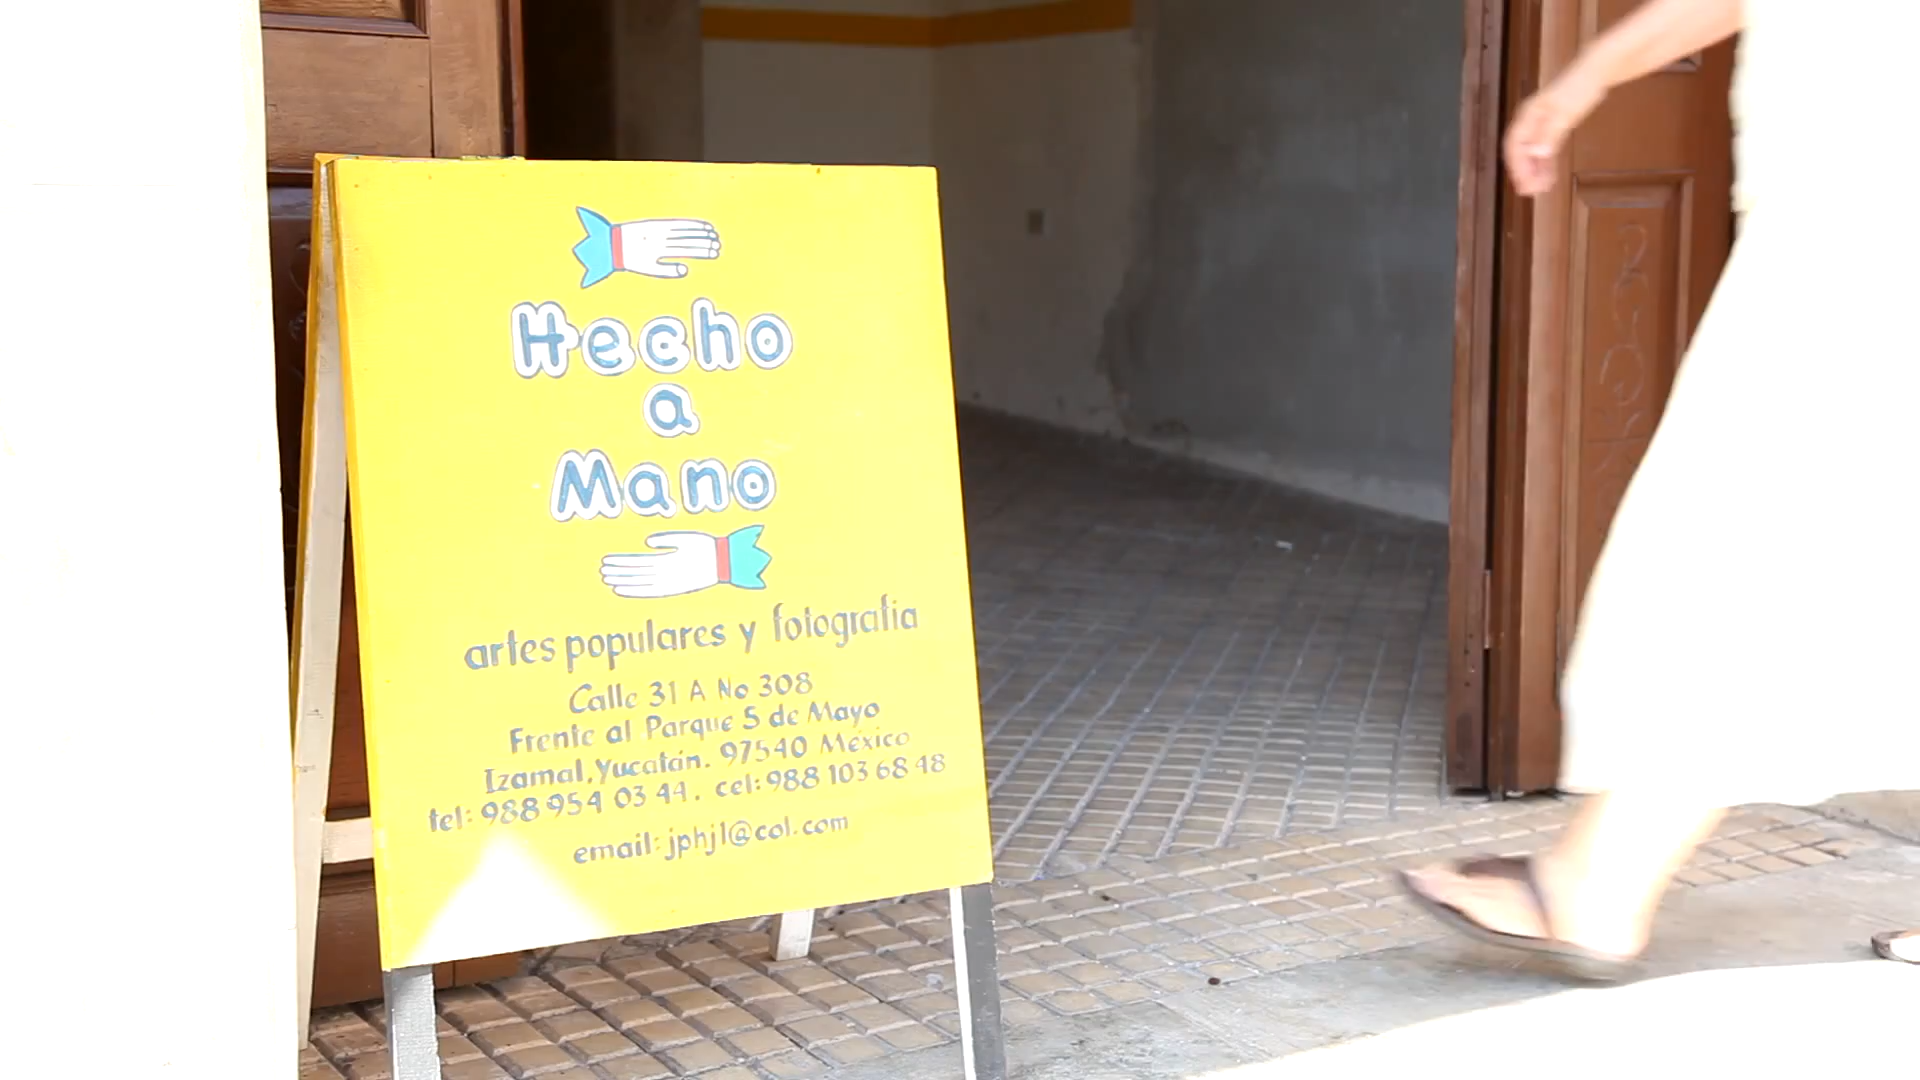 Hecho
a
Mano
artes populares y fotografia
Calle 31 A No 308
Frente al Parque 5 de Mayo
Izamal, Yucatán. 97540 México
tel: 988 954 03 44. cel: 988 103 68 48
email: jphj1@col.com